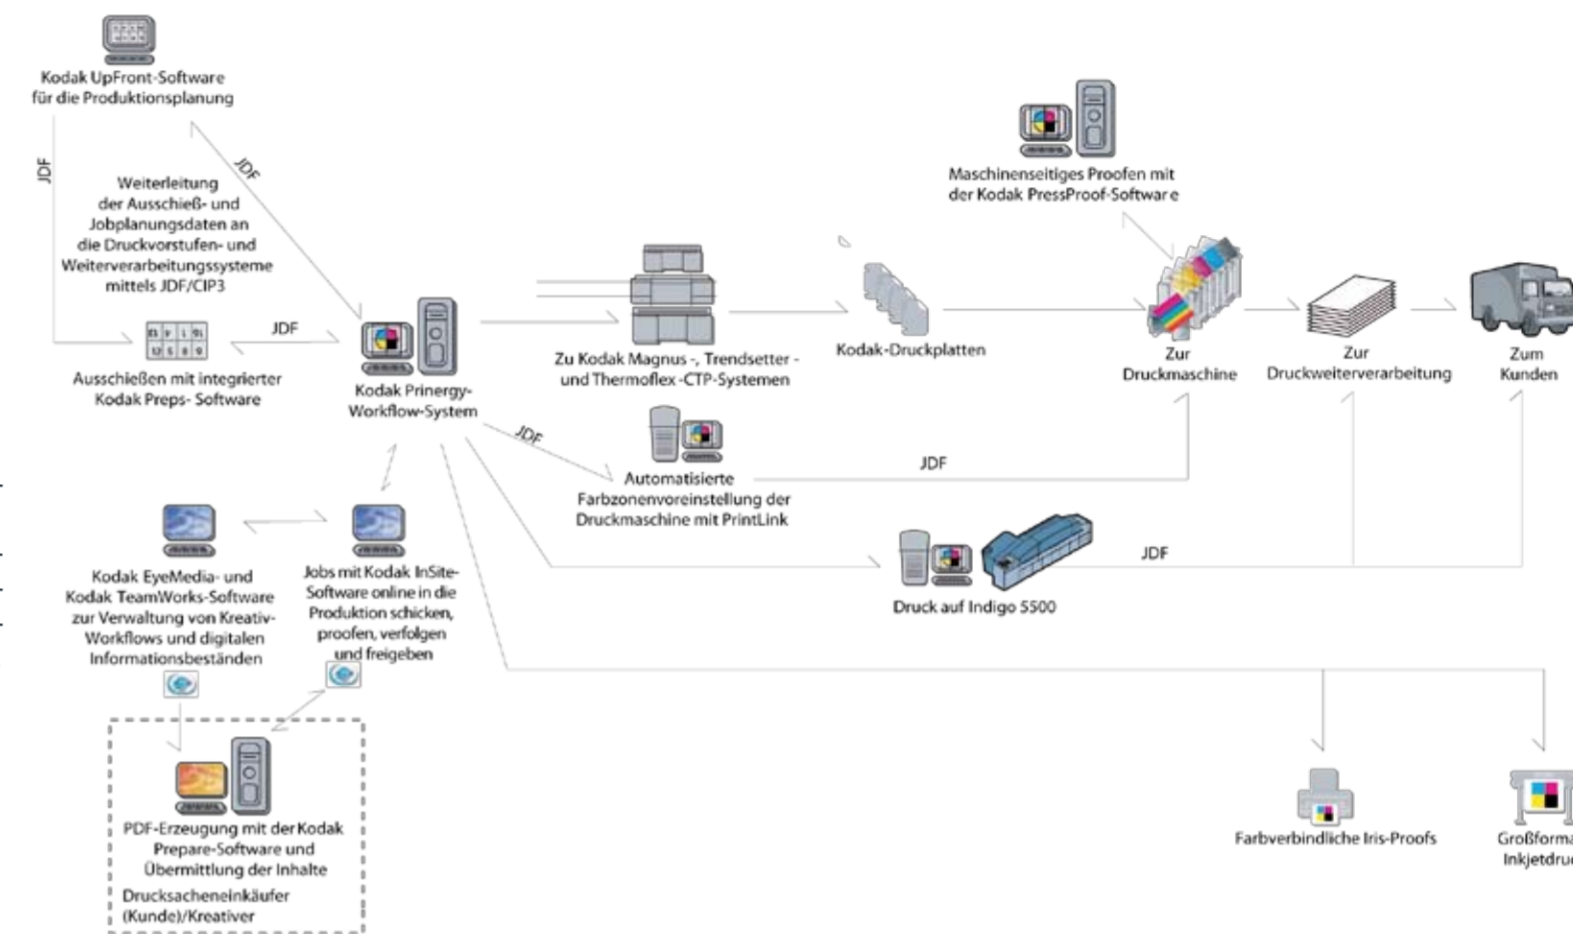 Kodak UpFront-Software
für die Produktionsplanung
JDF
JDF
Weiterleitung
der Ausschieß- und
Jobplanungsdaten an
die Druckvorstufen- und
Weiterverarbeitungssysteme
mittels JDF/CIP3
JDF
Ausschießen mit integrierter
Kodak Preps- Software
Kodak Prinergy-
Workflow-System
Zu Kodak Magnus -, Trendsetter -
und Thermoflex -CTP-Systemen
Kodak-Druckplatten
Maschinenseitiges Proofen mit
der Kodak PressProof-Software
Zur
Druckmaschine
Zur
Druckweiterverarbeitung
Zum
Kunden
JDF
Automatisierte
Farbzonenvoreinstellung der
Druckmaschine mit PrintLink
JDF
Druck auf Indigo 5500
JDF
Kodak EyeMedia- und
Kodak TeamWorks-Software
zur Verwaltung von Kreativ-
Workflows und digitalen
Informationsbeständen
Jobs mit Kodak InSite-
Software online in die
Produktion schicken,
proofen, verfolgen
und freigeben
PDF-Erzeugung mit der Kodak
Prepare-Software und
Übermittlung der Inhalte
Drucksacheneinkäufer
(Kunde)/Kreativer
Farbverbindliche Iris-Proofs
Großforma
Inkjetdru